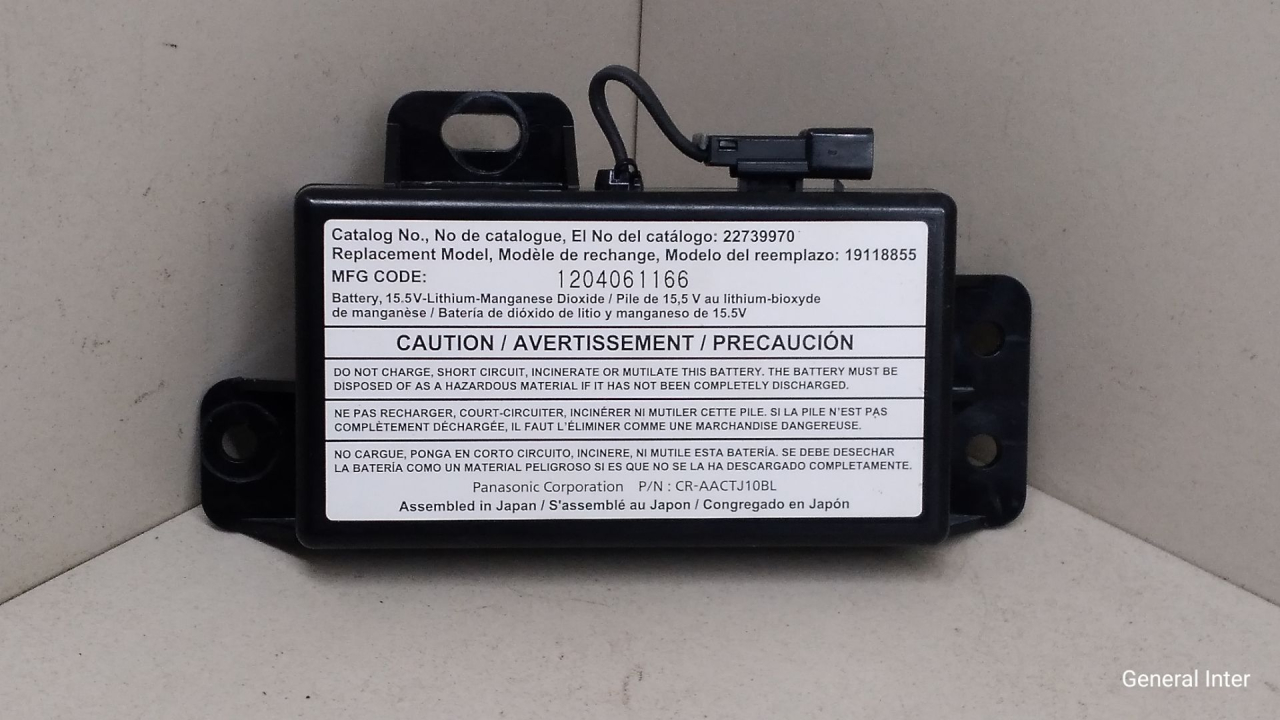 Catalog No., No de catalogue, El No del catálogo: 22739970
Replacement Model, Modèle de rechange, Modelo del reemplazo: 19118855
MFG CODE: 1204061166
Battery, 15.5V-Lithium-Manganese Dioxide / Pile de 15,5 V au lithium-bioxyde
de manganèse / Batería de dióxido de litio y manganeso de 15.5V
CAUTION / AVERTISSEMENT / PRECAUCIÓN
DO NOT CHARGE, SHORT CIRCUIT, INCINERATE OR MUTILATE THIS BATTERY. THE BATTERY MUST BE
DISPOSED OF AS A HAZARDOUS MATERIAL IF IT HAS NOT BEEN COMPLETELY DISCHARGED.
NE PAS RECHARGER, COURT-CIRCUITER, INCINÉRER NI MUTILER CETTE PILE. SI LA PILE N'EST PAS
COMPLÈTEMENT DÉCHARGÉE, IL FAUT L'ÉLIMINER COMME UNE MARCHANDISE DANGEREUSE.
NO CARGUE, PONGA EN CORTO CIRCUITO, INCINERE, NI MUTILE ESTA BATERÍA. SE DEBE DESECHAR
LA BATERÍA COMO UN MATERIAL PELIGROSO SI ES QUE NO SE LA HA DESCARGADO COMPLETAMENTE.
Panasonic Corporation P/N : CR-AACTJ10BL
Assembled in Japan / S'assemblé au Japon / Congregado en Japón
General Inter